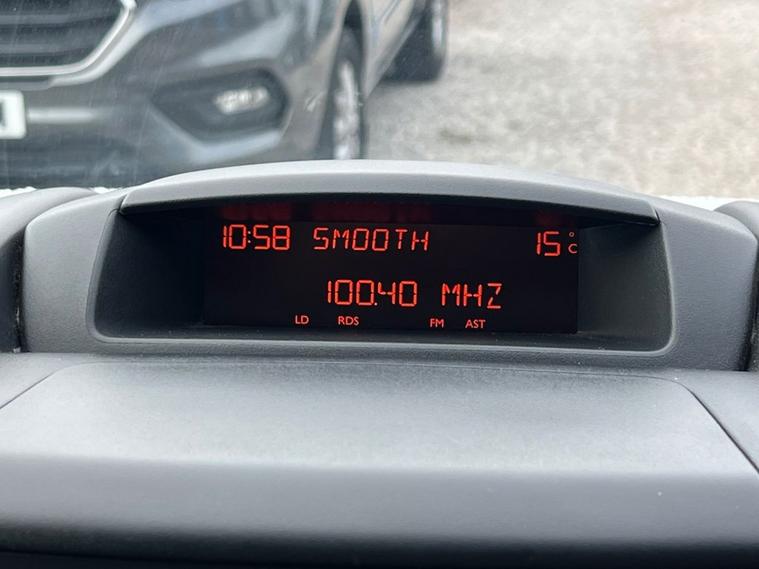 10:58 SMOOTH 15°C
100.40 MHZ
LD RDS FM AST